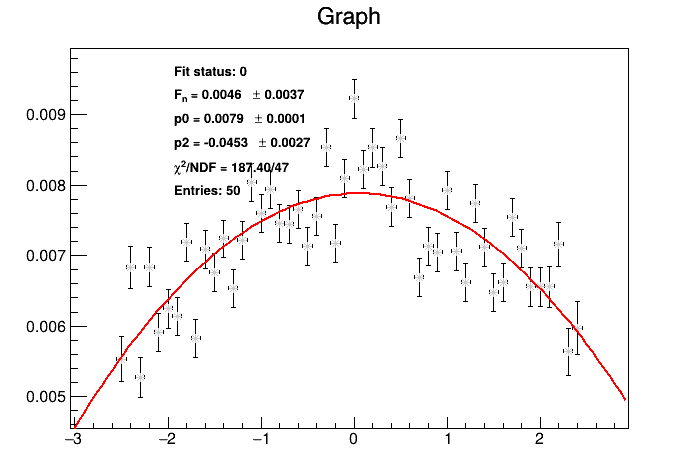 Graph
Fit status: 0
Fn = 0.0046 ± 0.0037
p0 = 0.0079 ± 0.0001
p2 = -0.0453 ± 0.0027
χ²/NDF = 187.40/47
Entries: 50
0.009
0.008
0.007
0.006
0.005
−3 −2 −1 0 1 2